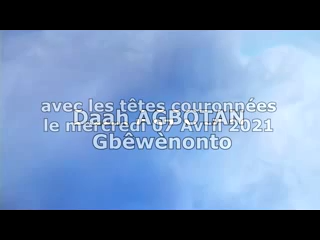 avec les têtes couronnées
Daah AGBOTAN
le mercredi 07 Avril 2021
Gbêwènonto